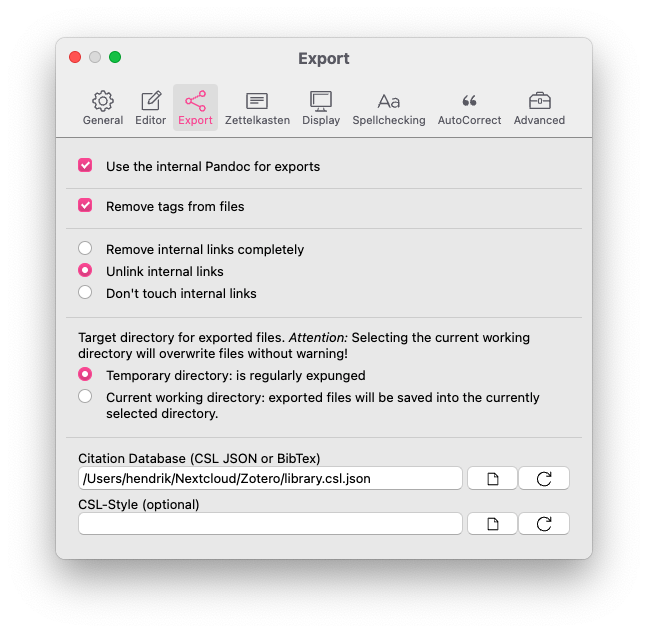 Export
General Editor Export Zettelkasten Display Spellchecking AutoCorrect Advanced
Use the internal Pandoc for exports
Remove tags from files
Remove internal links completely
Unlink internal links
Don't touch internal links
Target directory for exported files. Attention: Selecting the current working
directory will overwrite files without warning!
Temporary directory: is regularly expunged
Current working directory: exported files will be saved into the currently
selected directory.
Citation Database (CSL JSON or BibTex)
/Users/hendrik/Nextcloud/Zotero/library.csl.json
CSL-Style (optional)